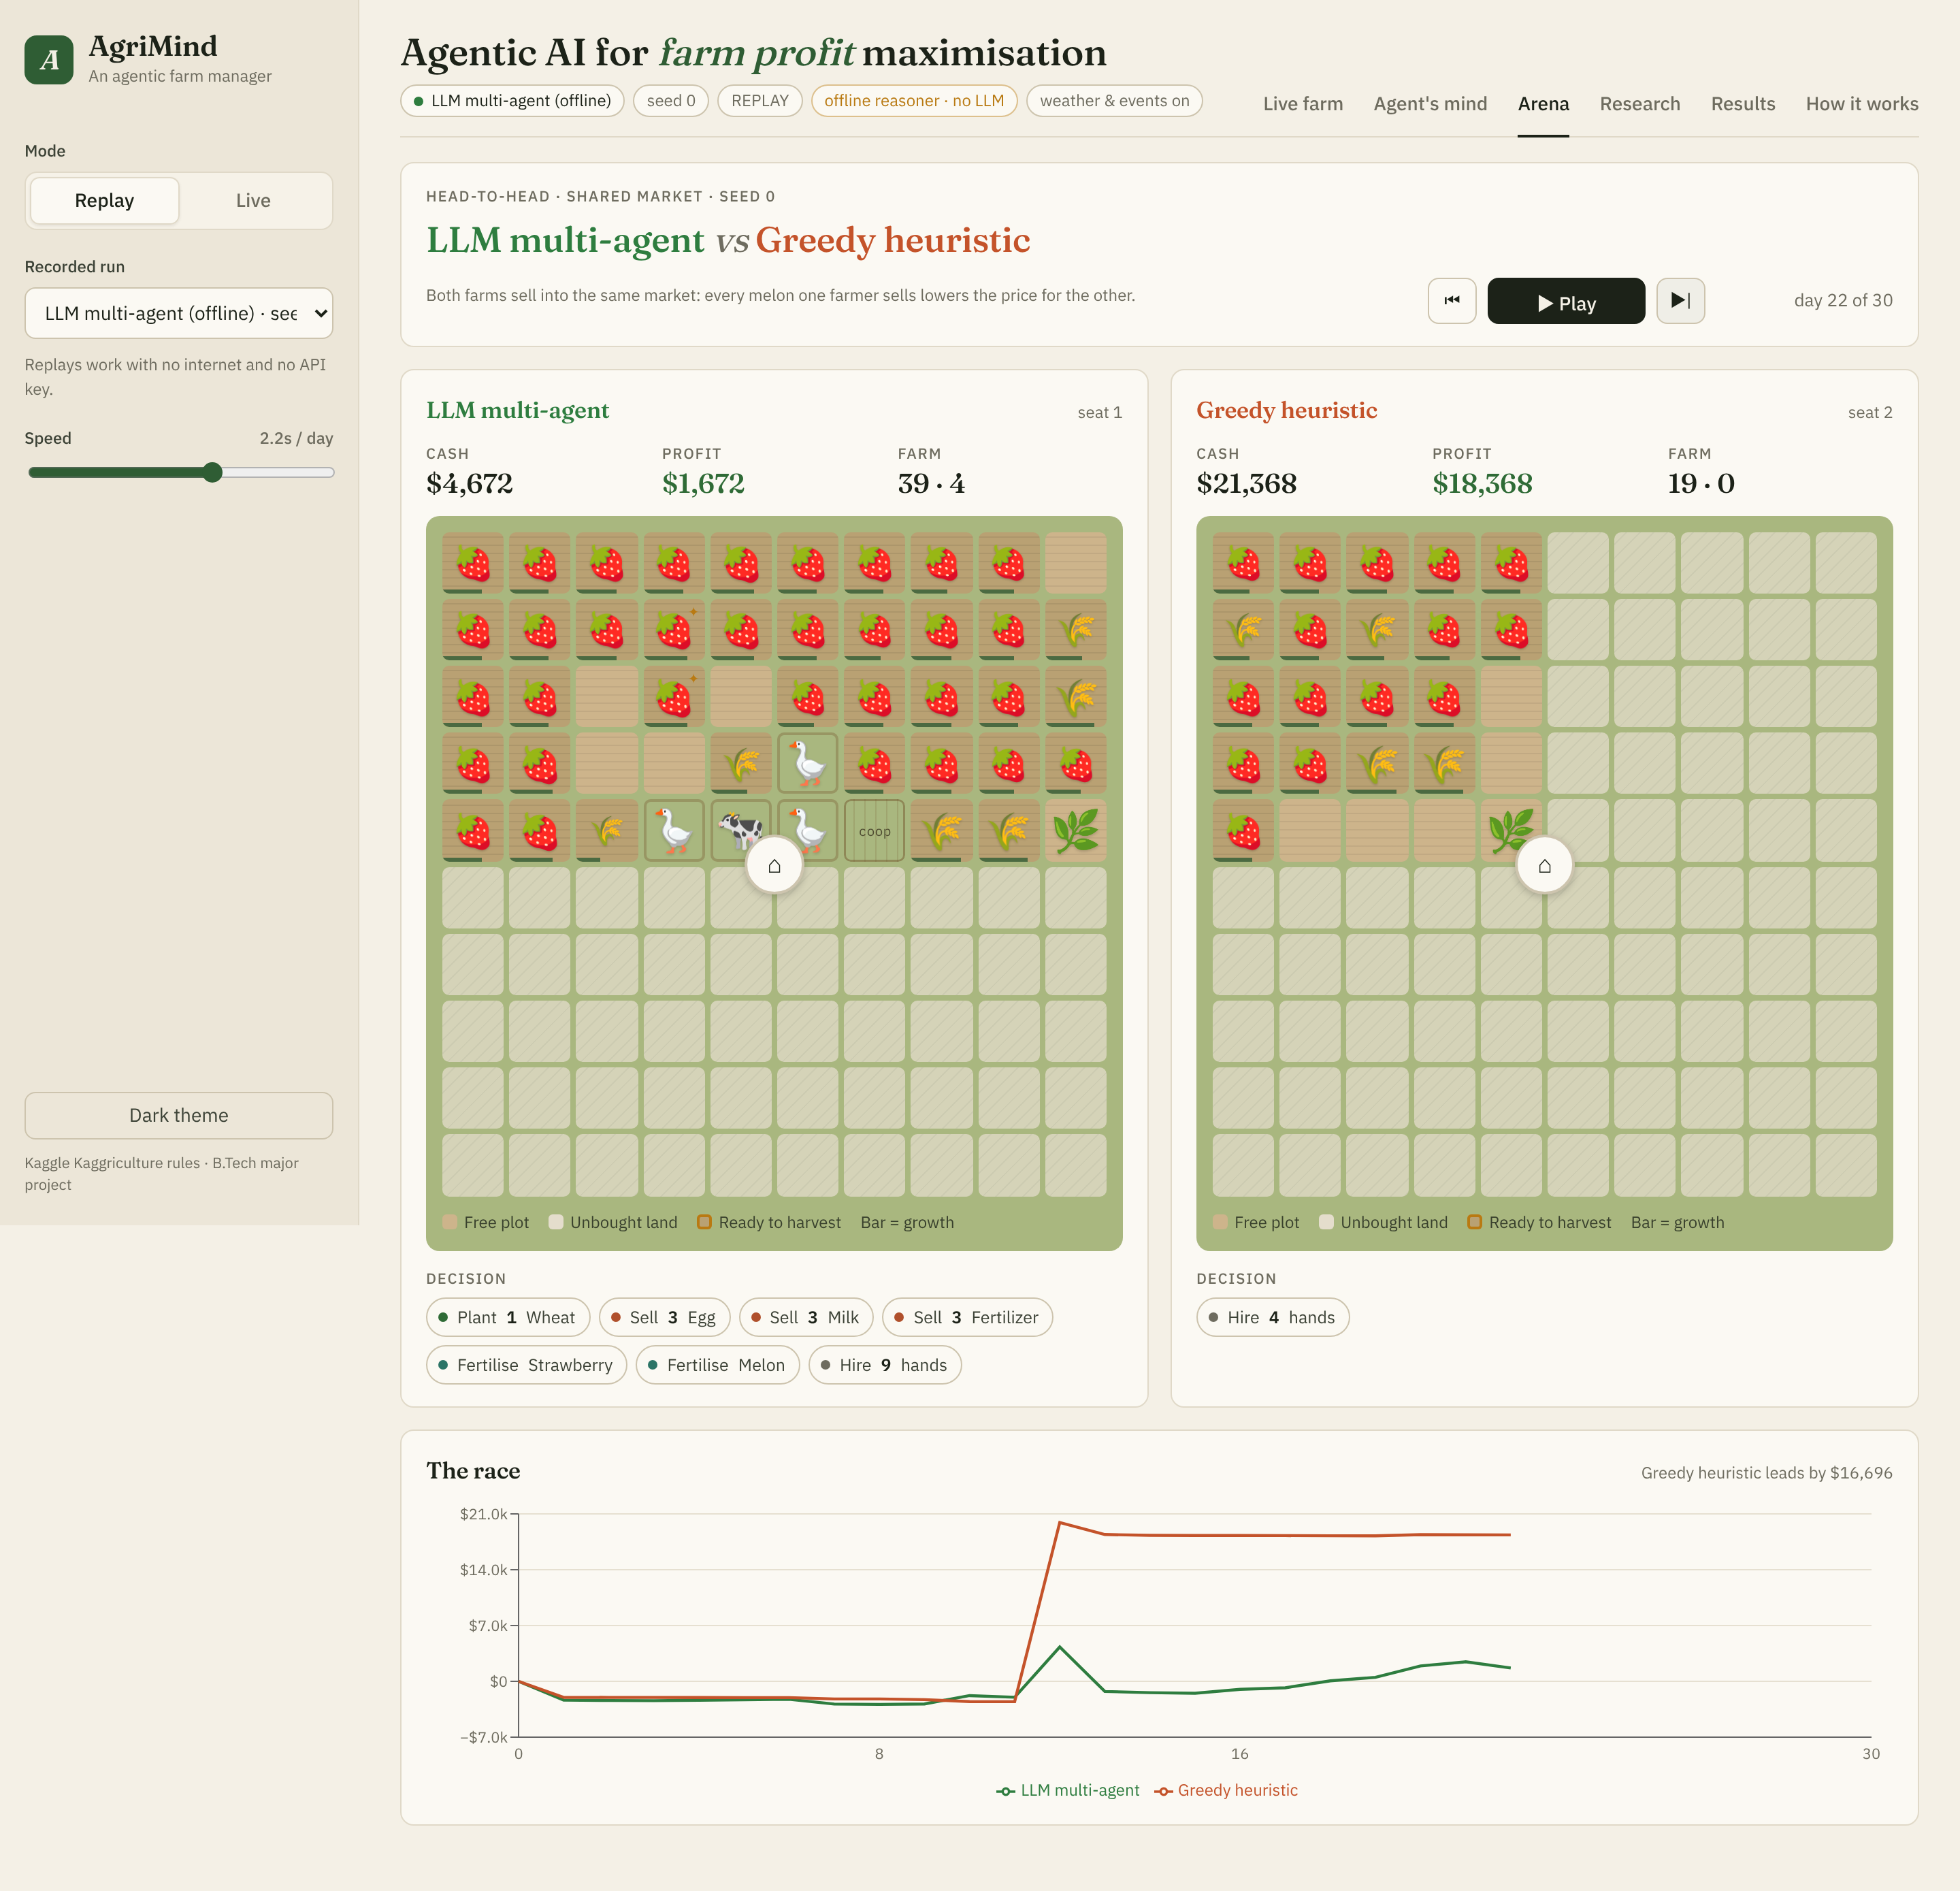 A
AgriMind
An agentic farm manager
Mode
Replay
Live
Recorded run
LLM multi-agent (offline) · see
Replays work with no internet and no API
key.
Speed
2.2s / day
Dark theme
Kaggle Kaggriculture rules · B.Tech major
project
Agentic AI for farm profit maximisation
LLM multi-agent (offline)
seed 0
REPLAY
offline reasoner · no LLM
weather & events on
Live farm
Agent's mind
Arena
Research
Results
How it works
HEAD-TO-HEAD · SHARED MARKET · SEED 0
LLM multi-agent vs Greedy heuristic
Both farms sell into the same market: every melon one farmer sells lowers the price for the other.
Play
day 22 of 30
LLM multi-agent
seat 1
CASH
PROFIT
FARM
$4,672
$1,672
39 · 4
coop
Free plot
Unbought land
Ready to harvest
Bar = growth
DECISION
Plant 1 Wheat
Sell 3 Egg
Sell 3 Milk
Sell 3 Fertilizer
Fertilise Strawberry
Fertilise Melon
Hire 9 hands
Greedy heuristic
seat 2
CASH
PROFIT
FARM
$21,368
$18,368
19 · 0
Free plot
Unbought land
Ready to harvest
Bar = growth
DECISION
Hire 4 hands
The race
Greedy heuristic leads by $16,696
$21.0k
$14.0k
$7.0k
$0
−$7.0k
0
8
16
30
LLM multi-agent
Greedy heuristic